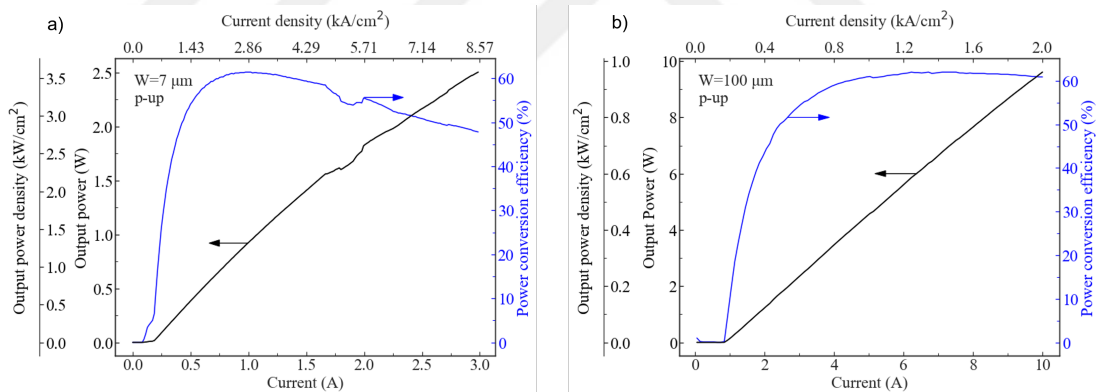 a)
Current density (kA/cm²)
0.0 1.43 2.86 4.29 5.71 7.14 8.57
W=7 μm
p-up
Output power density (kW/cm²)
3.5
3.0
2.5
2.0
1.5
1.0
0.5
0.0
Output power (W)
2.5
2.0
1.5
1.0
0.5
0.0
Power conversion efficiency (%)
60
50
40
30
20
10
0
0.0 0.5 1.0 1.5 2.0 2.5 3.0
Current (A)
b)
Current density (kA/cm²)
0.0 0.4 0.8 1.2 1.6 2.0
W=100 μm
p-up
Output power density (kW/cm²)
1.0
0.8
0.6
0.4
0.2
0.0
Output Power (W)
10
8
6
4
2
0
Power conversion efficiency (%)
60
50
40
30
20
10
0
0 2 4 6 8 10
Current (A)